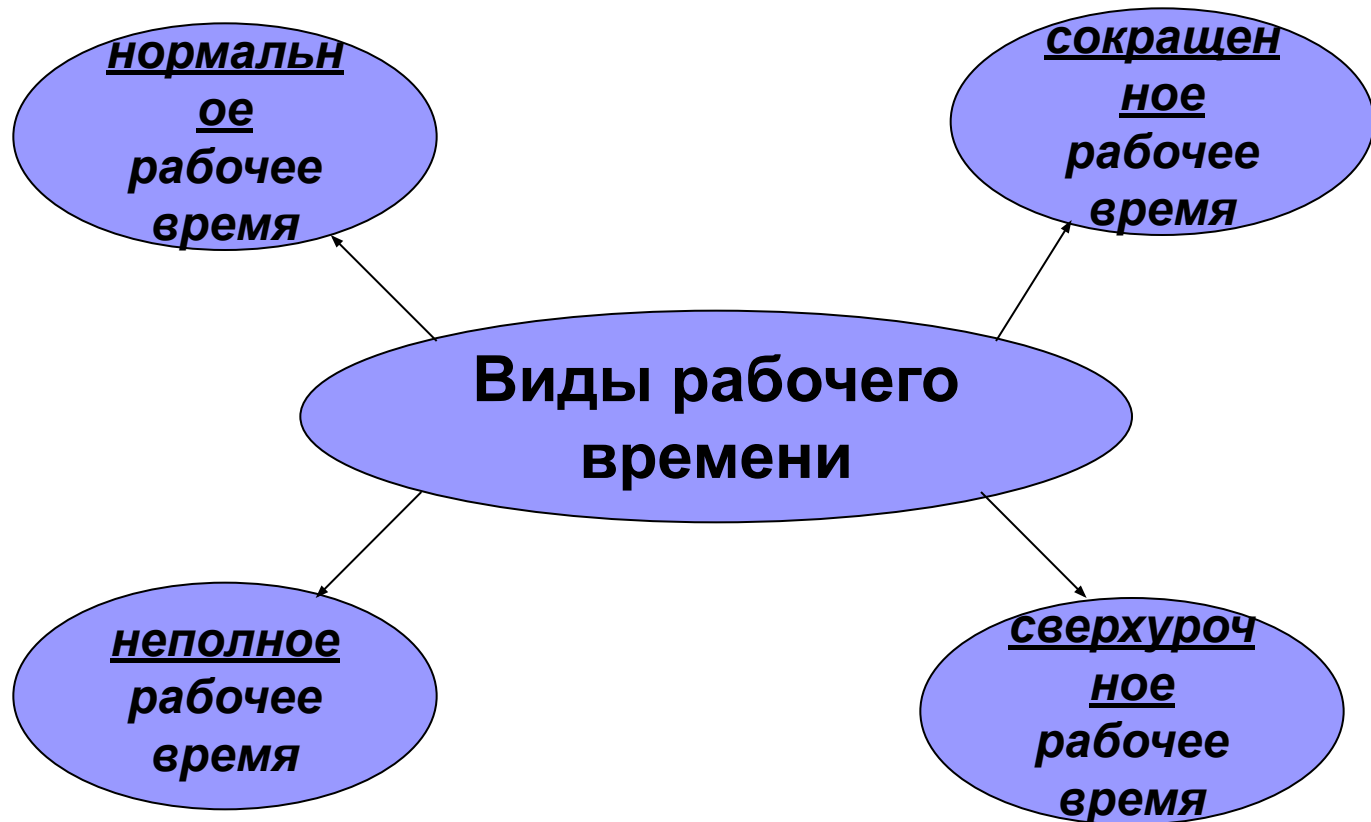 нормальн
ое
рабочее
время
сокращен
ное
рабочее
время
Виды рабочего
времени
неполное
рабочее
время
сверхуроч
ное
рабочее
время